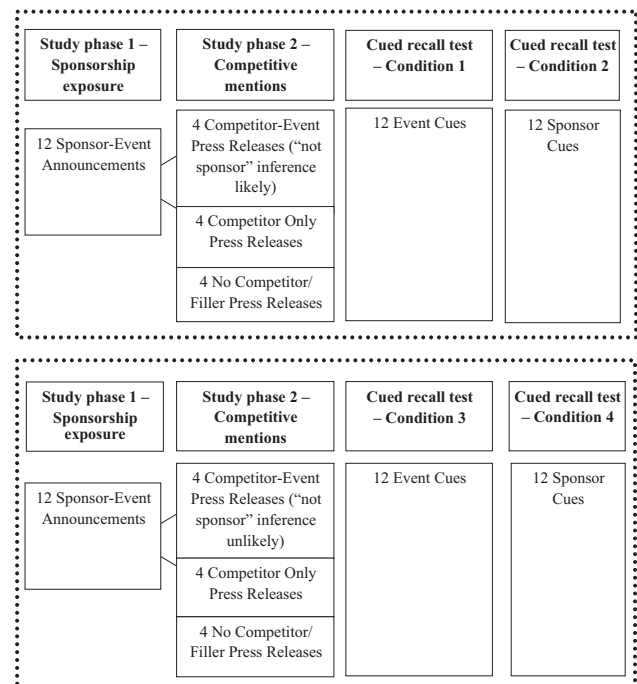 Study phase 1 –
Sponsorship
exposure
Study phase 2 –
Competitive
mentions
Cued recall test
– Condition 1
Cued recall test
– Condition 2
12 Sponsor-Event
Announcements
4 Competitor-Event
Press Releases (“not
sponsor” inference
likely)
4 Competitor Only
Press Releases
4 No Competitor/
Filler Press Releases
12 Event Cues
12 Sponsor
Cues
Study phase 1 –
Sponsorship
exposure
Study phase 2 –
Competitive
mentions
Cued recall test
– Condition 3
Cued recall test
– Condition 4
12 Sponsor-Event
Announcements
4 Competitor-Event
Press Releases (“not
sponsor” inference
unlikely)
4 Competitor Only
Press Releases
4 No Competitor/
Filler Press Releases
12 Event Cues
12 Sponsor
Cues